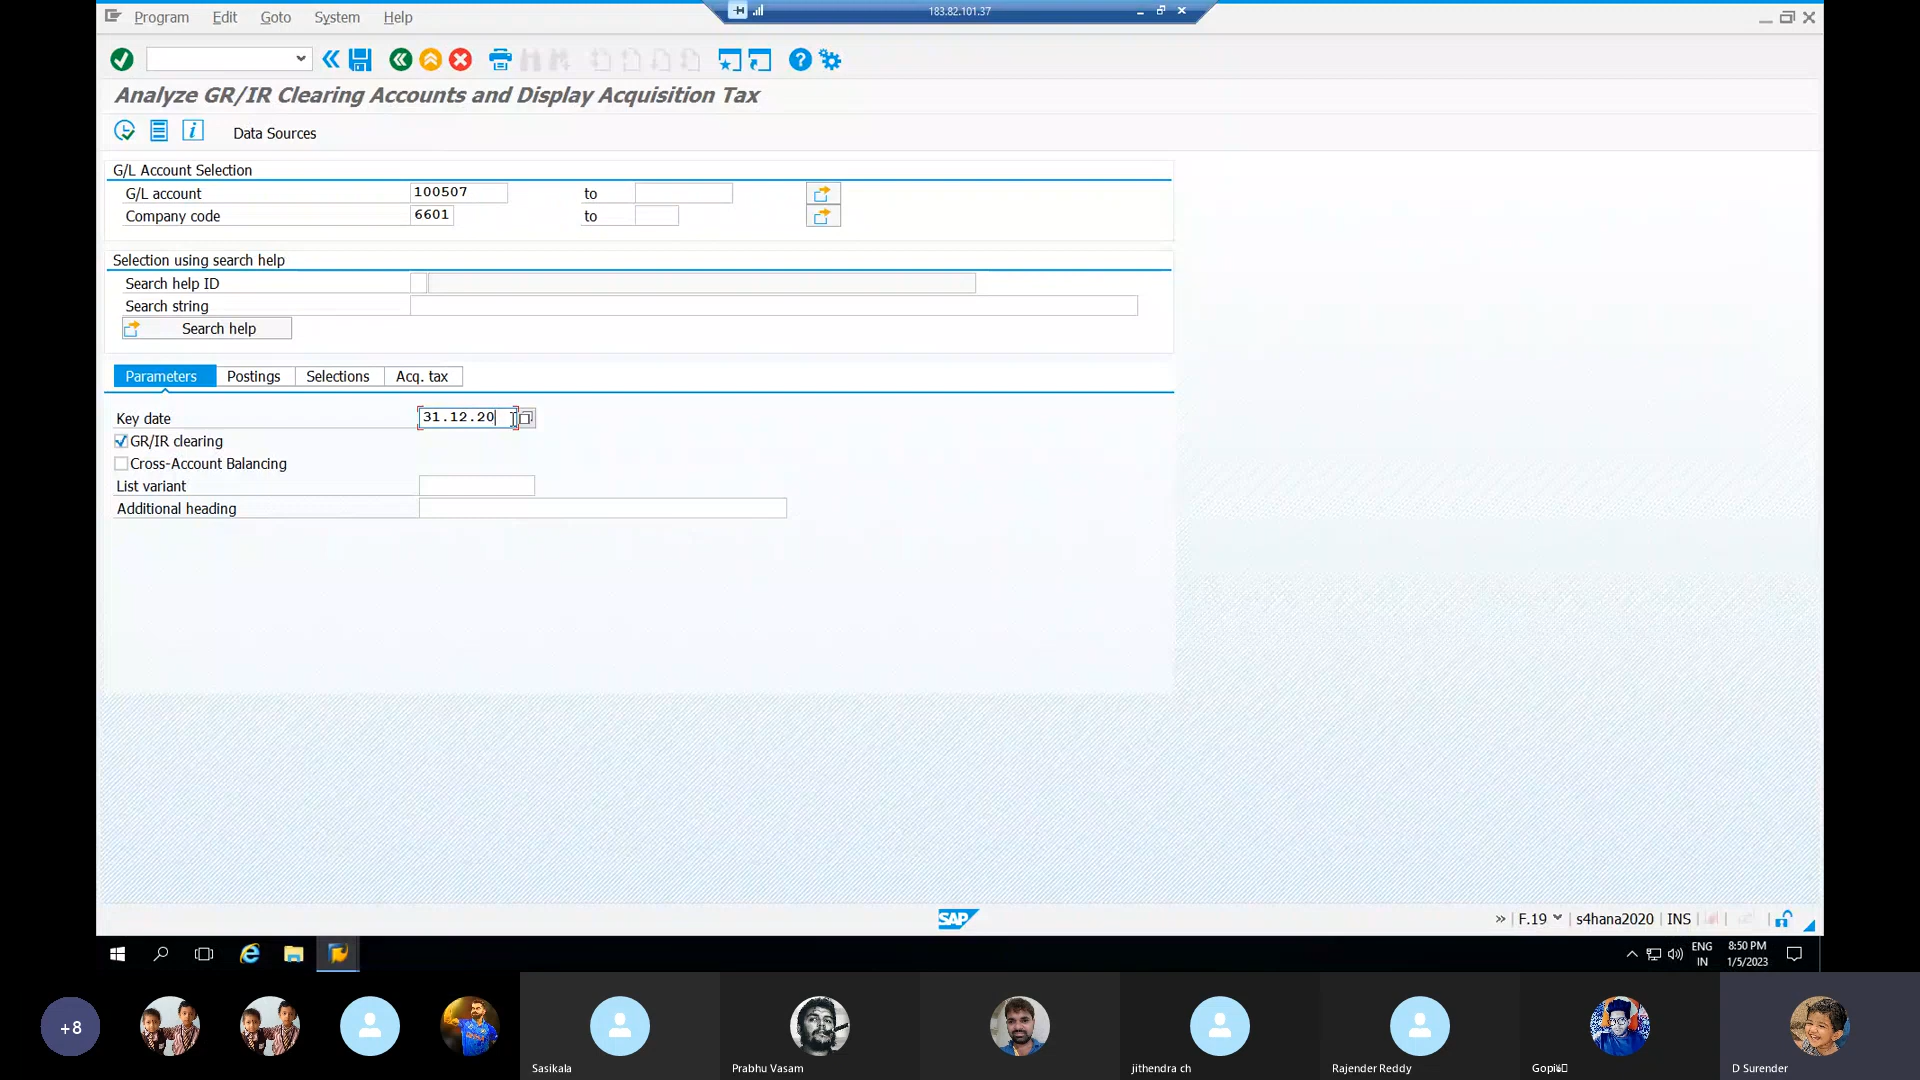 Program Edit Goto System Help
183.82.101.37
Analyze GR/IR Clearing Accounts and Display Acquisition Tax
Data Sources
G/L Account Selection
G/L account 100507 to
Company code 6601 to
Selection using search help
Search help ID
Search string
Search help
Parameters Postings Selections Acq. tax
Key date 31.12.20
GR/IR clearing
Cross-Account Balancing
List variant
Additional heading
SAP
F.19 s4hana2020 INS
ENG 8:50 PM
IN 1/5/2023
+8
Sasikala Prabhu Vasam jithendra ch Rajender Reddy D Surender